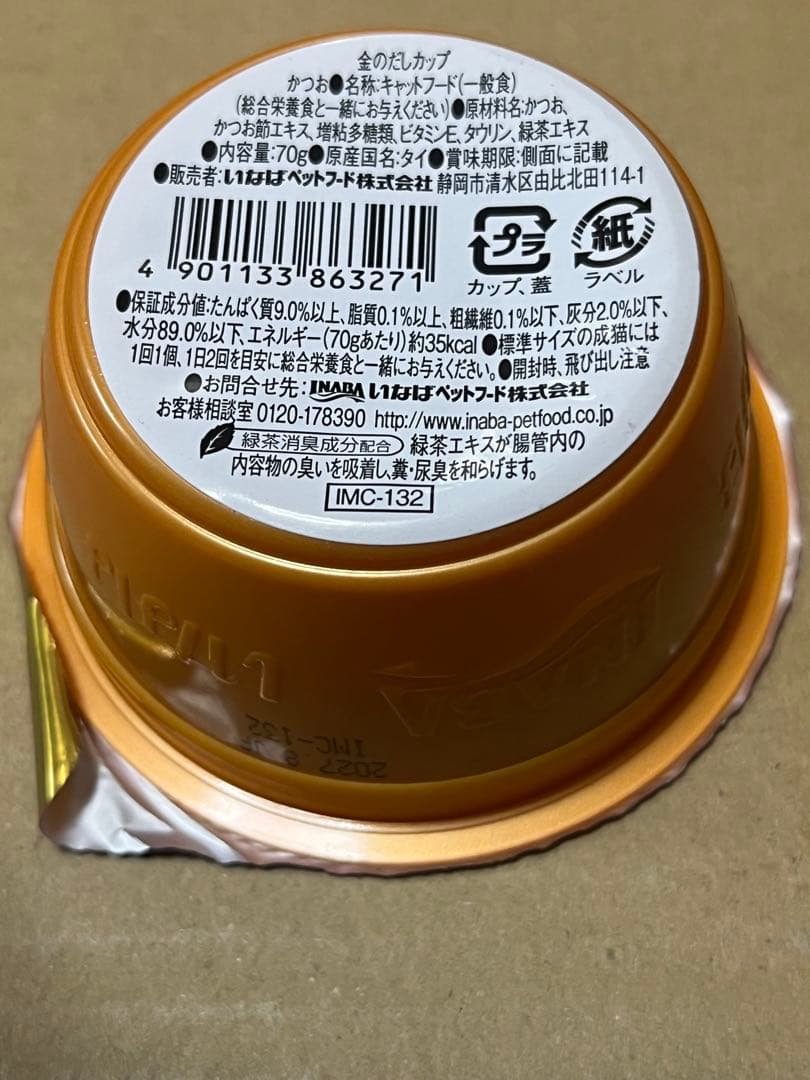 金のだしカップ
かつお●名称:キャットフード(一般食)
(総合栄養食と一緒にお与えください)●原材料名:かつお、
かつお節エキス、増粘多糖類、ビタミンE、タウリン、緑茶エキス
●内容量:70g●原産国名:タイ●賞味期限:側面に記載
●販売者:いなばペットフード株式会社 静岡市清水区由比北田114-1
プラ
紙
カップ、蓋
ラベル
4 901133 863271
●保証成分値:たんぱく質9.0%以上、脂質0.1%以上、粗繊維0.1%以下、灰分2.0%以下、
水分89.0%以下、エネルギー(70gあたり)約35kcal ●標準サイズの成猫には
1回1個、1日2回を目安に総合栄養食と一緒にお与えください。●開封時、飛び出し注意
●お問合せ先:INABA いなばペットフード株式会社
お客様相談室 0120-178390 http://www.inaba-petfood.co.jp
緑茶消臭成分配合 緑茶エキスが腸管内の
内容物の臭いを吸着し、糞・尿臭を和らげます。
IMC-132
INABA
IMC-132